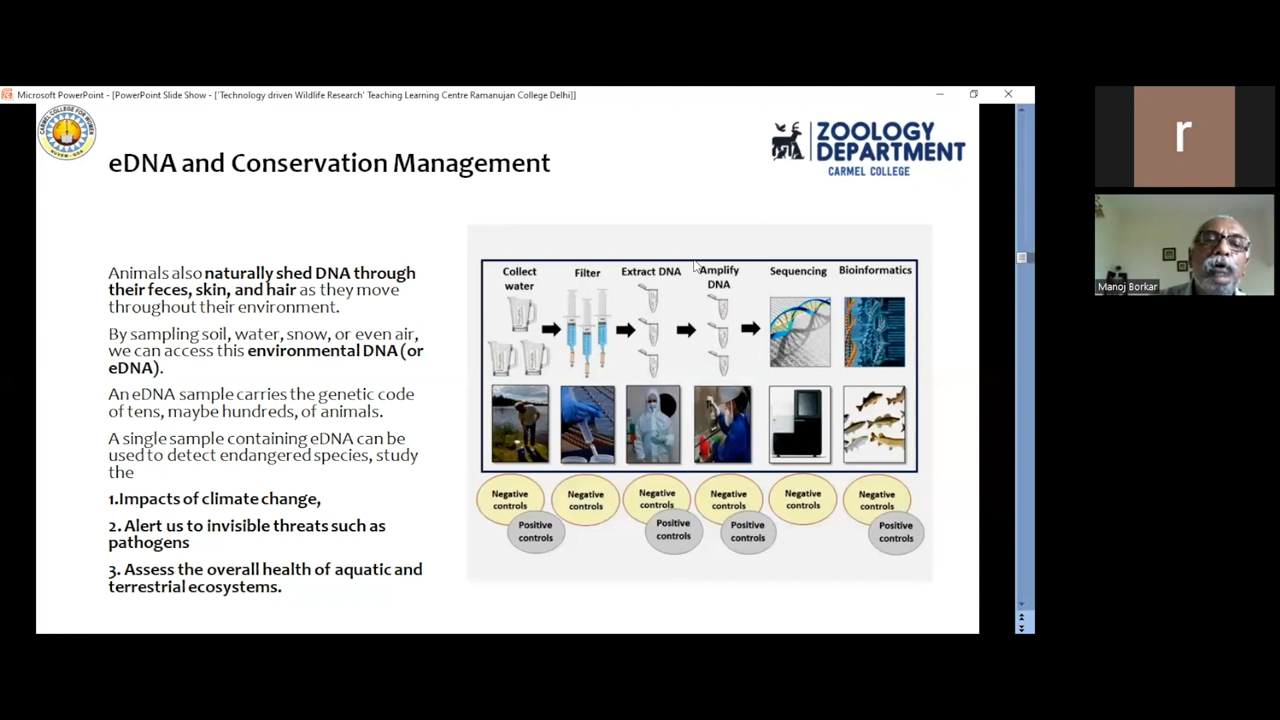 Microsoft PowerPoint - [PowerPoint Slide Show - ['Technology driven Wildlife Research' Teaching Learning Centre Ramanujan College Delhi]]
CARMEL COLLEGE FOR WOMEN
NUVEM - GOA
eDNA and Conservation Management
ZOOLOGY
DEPARTMENT
CARMEL COLLEGE
Animals also naturally shed DNA through
their feces, skin, and hair as they move
throughout their environment.
By sampling soil, water, snow, or even air,
we can access this environmental DNA (or
eDNA).
An eDNA sample carries the genetic code
of tens, maybe hundreds, of animals.
A single sample containing eDNA can be
used to detect endangered species, study
the
1.Impacts of climate change,
2. Alert us to invisible threats such as
pathogens
3. Assess the overall health of aquatic and
terrestrial ecosystems.
Collect
water
Filter
Extract DNA
Amplify
DNA
Sequencing
Bioinformatics
Negative
controls
Positive
controls
Negative
controls
Negative
controls
Positive
controls
Negative
controls
Positive
controls
Negative
controls
Negative
controls
Positive
controls
r
Manoj Borkar